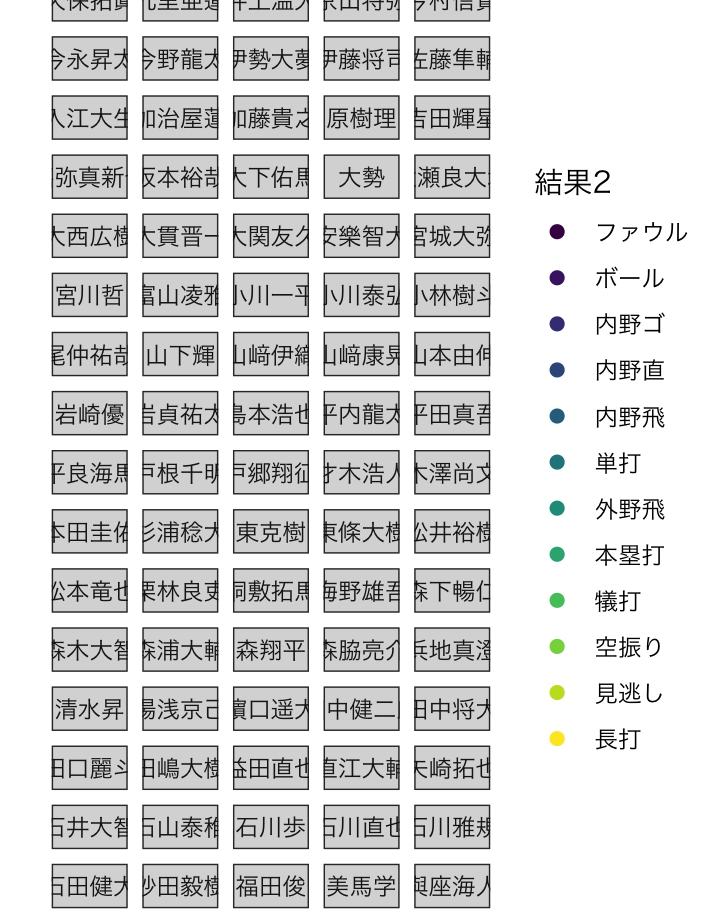 今永昇太 今野龍太 伊勢大夢 伊藤将司 佐藤隼輔
入江大生 加治屋蓮 加藤貴之 原樹理 吉田輝星
弥真新 坂本裕哉 大下佑馬 大勢 瀬良大
結果2
大西広樹 大貫晋一 大関友久 安樂智大 宮城大弥
ファウル
宮川哲 富山凌雅 小川一平 小川泰弘 小林樹斗
ボール
内野ゴ
尾仲祐哉 山下輝 山﨑伊織 山﨑康晃 山本由伸
内野直
岩崎優 岩貞祐太 島本浩也 平内龍太 平田真吾
内野飛
平良海馬 戸根千明 戸郷翔征 才木浩人 木澤尚文
単打
本田圭佑 杉浦稔大 東克樹 東條大樹 松井裕樹
外野飛
松本竜也 栗林良吏 桐敷拓馬 梅野雄吾 森下暢仁
本塁打
犠打
森木大智 森浦大輔 森翔平 森脇亮介 浜地真澄
空振り
清水昇 湯浅京己 濵口遥大 中健二 田中将大
見逃し
田口麗斗 田嶋大樹 益田直也 直江大輔 矢崎拓也
長打
石井大智 石山泰稚 石川歩 石川直也 石川雅規
石田健大 砂田毅樹 福田俊 美馬学 與座海人